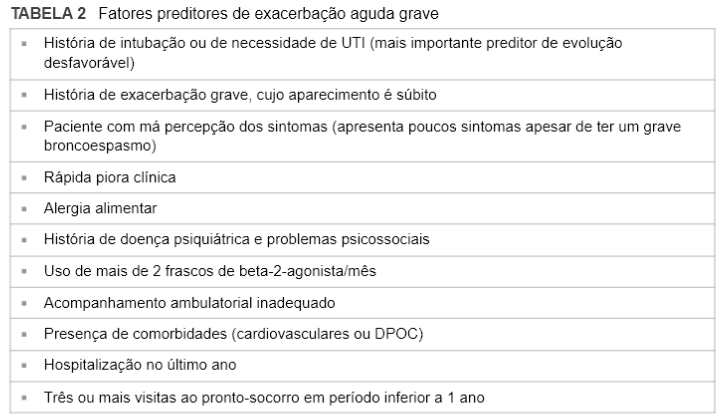 TABELA 2 Fatores preditores de exacerbação aguda grave
▪ História de intubação ou de necessidade de UTI (mais importante preditor de evolução
desfavorável)
▪ História de exacerbação grave, cujo aparecimento é súbito
▪ Paciente com má percepção dos sintomas (apresenta poucos sintomas apesar de ter um grave
broncoespasmo)
▪ Rápida piora clínica
▪ Alergia alimentar
▪ História de doença psiquiátrica e problemas psicossociais
▪ Uso de mais de 2 frascos de beta-2-agonista/mês
▪ Acompanhamento ambulatorial inadequado
▪ Presença de comorbidades (cardiovasculares ou DPOC)
▪ Hospitalização no último ano
▪ Três ou mais visitas ao pronto-socorro em período inferior a 1 ano